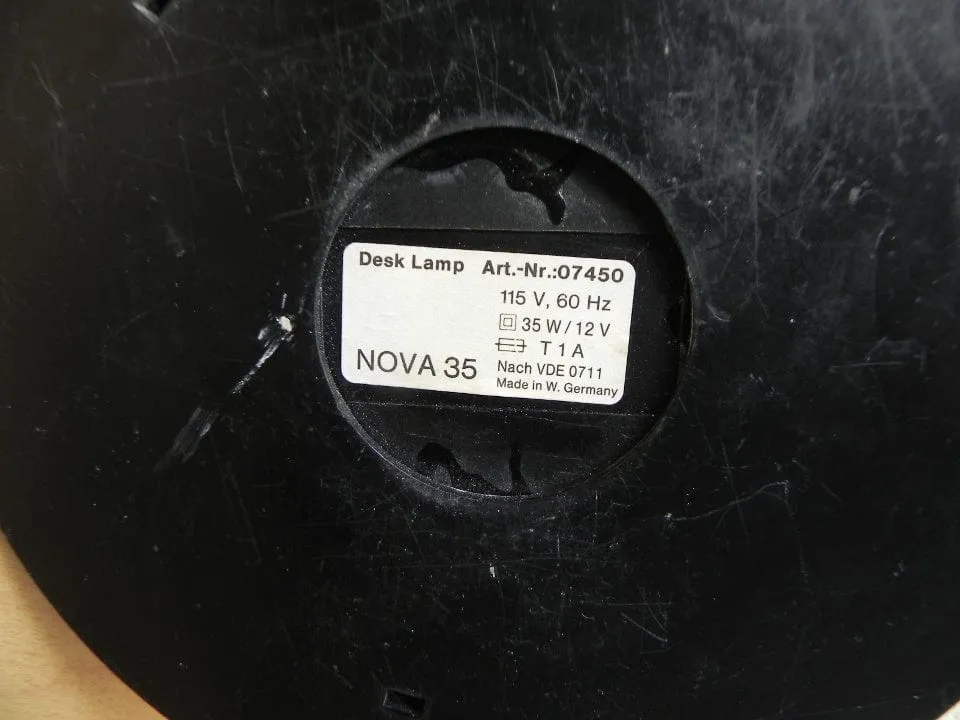 Desk Lamp Art.-Nr.:07450
115 V, 60 Hz
35 W / 12 V
T 1 A
NOVA 35
Nach VDE 0711
Made in W. Germany